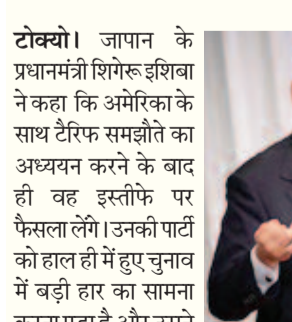 टोक्यो। जापान के
प्रधानमंत्री शिगेरू इशिबा
ने कहा कि अमेरिका के
साथ टैरिफ समझौते का
अध्ययन करने के बाद
ही वह इस्तीफे पर
फैसला लेंगे। उनकी पार्टी
को हाल ही में हुए चुनाव
में बड़ी हार का सामना